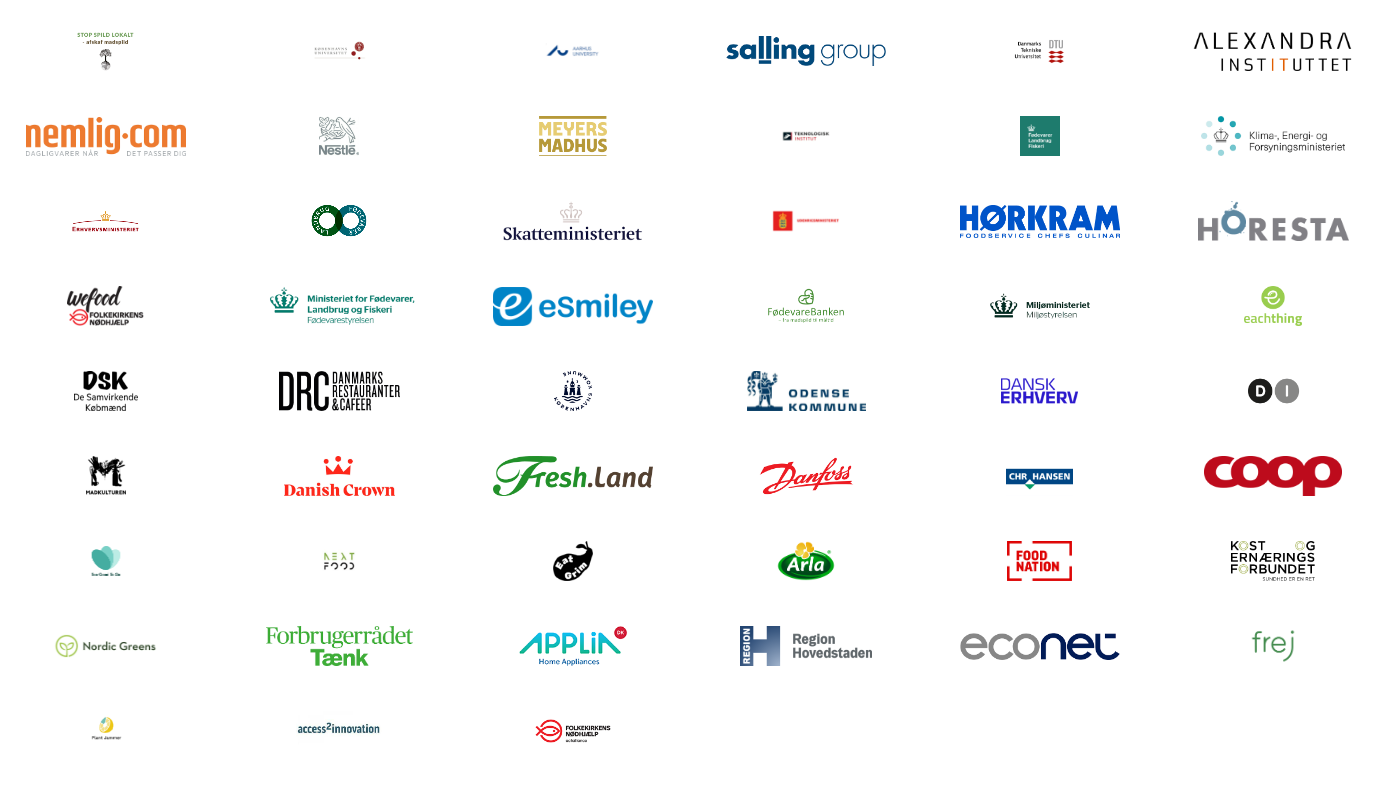 STOP SPILD LOKALT
- afskaf madspild
KØBENHAVNS
UNIVERSITET
AARHUS
UNIVERSITY
salling group
Danmarks
Tekniske
Universitet
DTU
ALEXANDRA
INSTITUTTET
nemlig.com
DAGLIGVARER NÅR DET PASSER DIG
Nestlé
MEYERS
MADHUS
TEKNOLOGISK
INSTITUT
Fødevarer
Landbrug
Fiskeri
Klima-, Energi- og
Forsyningsministeriet
ERHVERVSMINISTERIET
LANDBRUG FØDEVARER
Skatteministeriet
HØRKRAM
FOODSERVICE CHEFS CULINAR
HORESTA
wefood
FOLKEKIRKENS
NØDHJÆLP
Ministeriet for Fødevarer,
Landbrug og Fiskeri
Fødevarestyrelsen
e eSmiley
FødevareBanken
- fra madspild til måltid
Miljøministeriet
Miljøstyrelsen
e
eachthing
DSK
De Samvirkende
Købmænd
DRC
DANMARKS
RESTAURANTER
& CAFEER
KØBENHAVNS KOMMUNE
ODENSE
KOMMUNE
DANSK
ERHVERV
D I
M
MADKULTUREN
Danish Crown
Fresh.Land
Danfoss
CHR HANSEN
coop
Too Good To Go
NEXT
FOOD
Eat
Grim
Arla
FOOD
NATION
KOST OG
ERNÆRINGS
FORBUNDET
SUNDHED ER EN RET
Nordic Greens
Forbrugerrådet
Tænk
APPLiA DK
Home Appliances
REGION H
Region
Hovedstaden
econet
frej
Plant Jammer
access2innovation
FOLKEKIRKENS
NØDHJÆLP